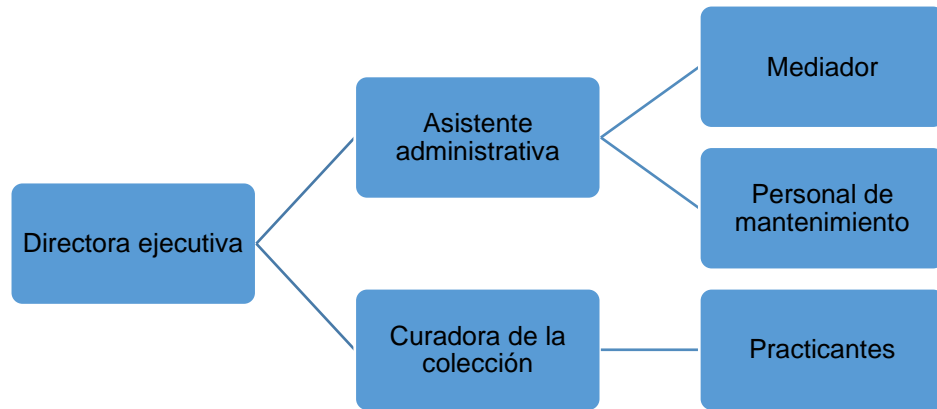 Directora ejecutiva
Asistente
administrativa
Mediador
Personal de
mantenimiento
Curadora de la
colección
Practicantes